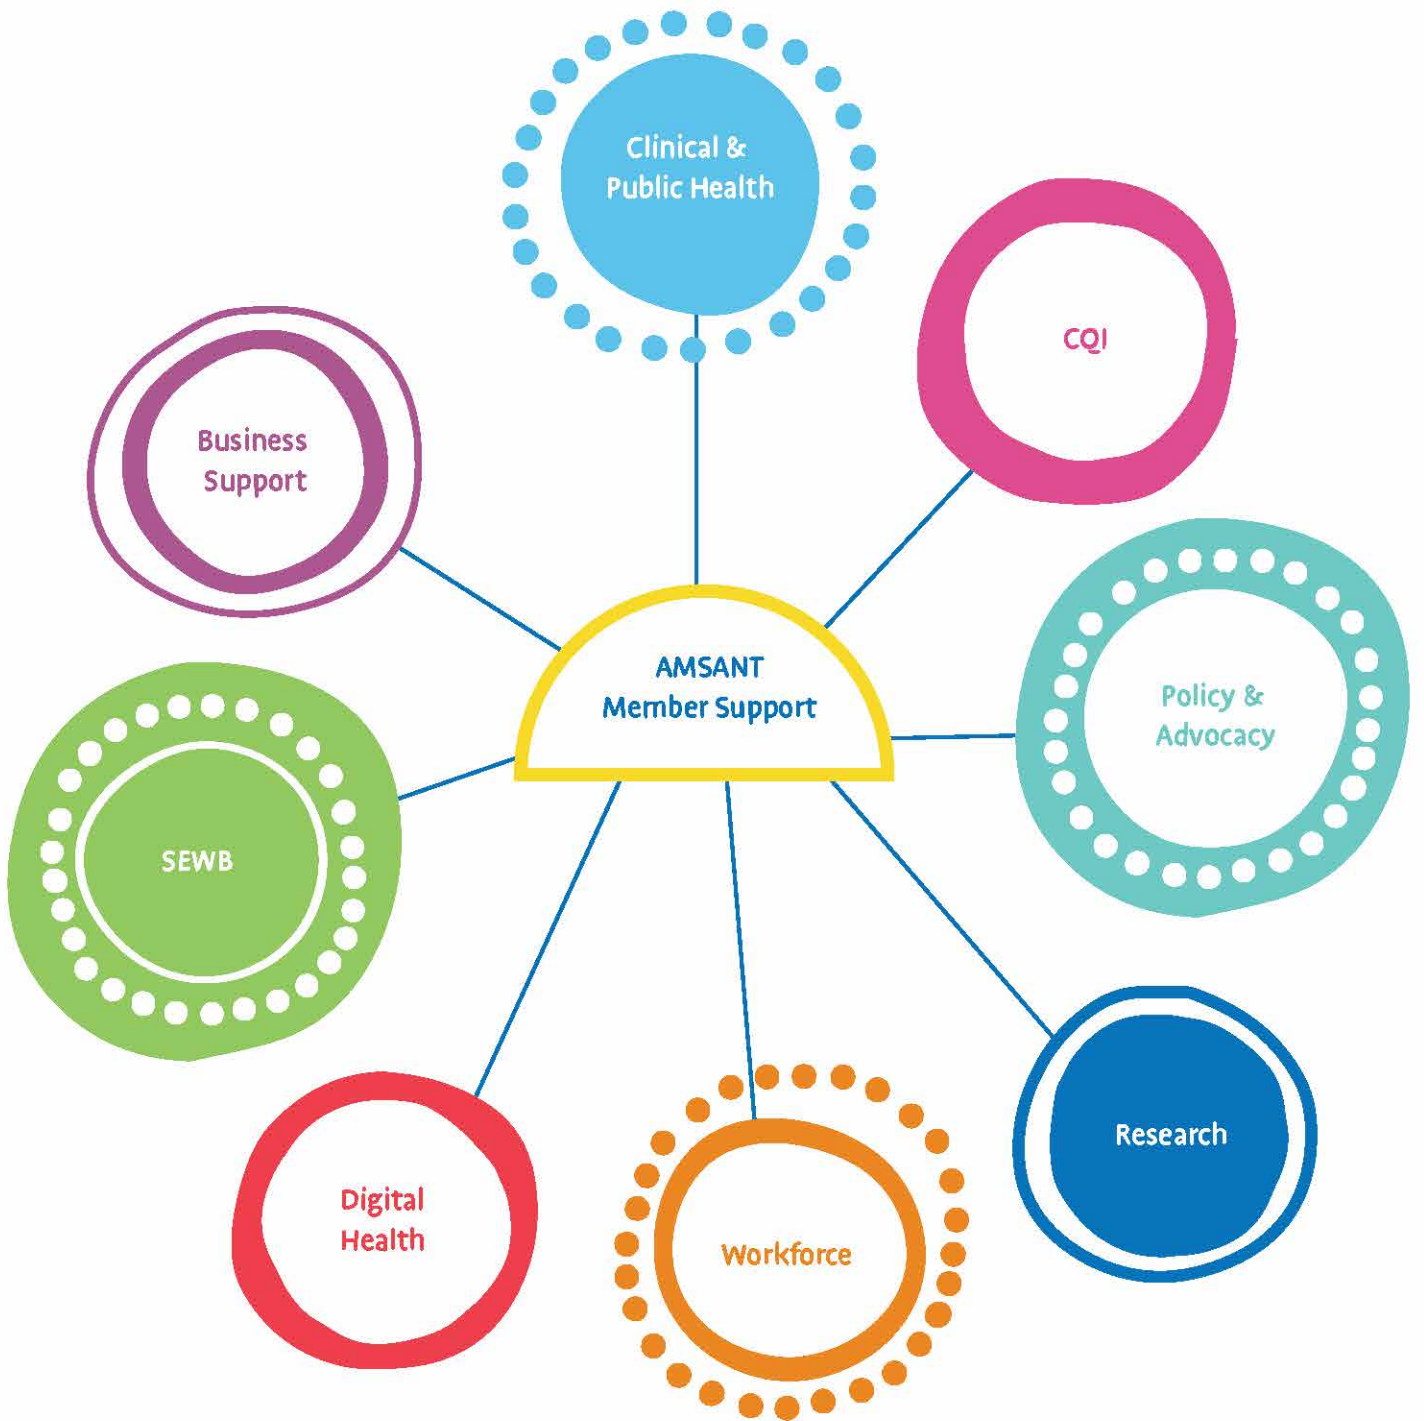 Clinical &
Public Health
CQI
Business
Support
AMSANT
Member Support
Policy &
Advocacy
SEWB
Research
Digital
Health
Workforce